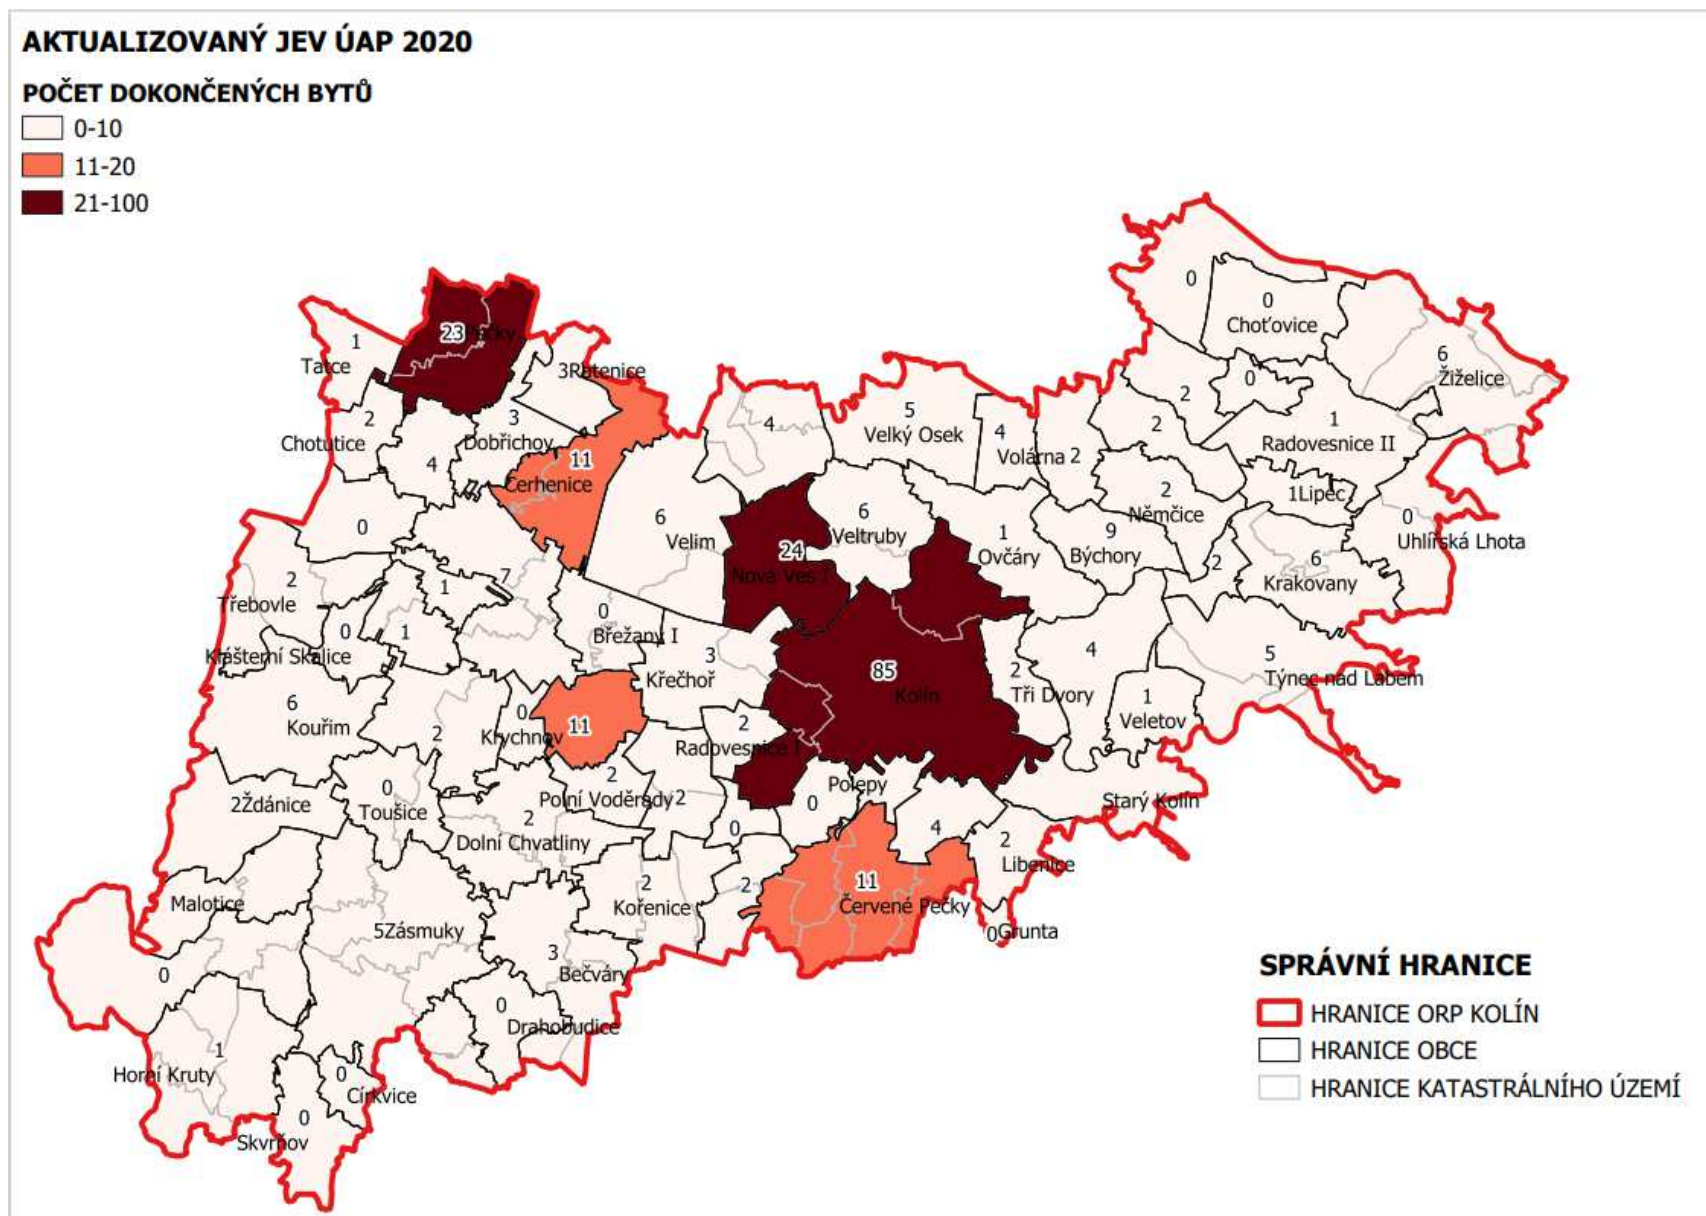 AKTUALIZOVANÝ JEV ÚAP 2020
POČET DOKONČENÝCH BYTŮ
0-10
11-20
21-100
0
0
Choťovice
6
Žiželice
23
Pečky
1
Tatce
3Ratenice
2
0
2
Chotutice
3
Dobřichov
4
5
Velký Osek
4
Volárna
2
2
1
Radovesnice II
4
11
Cerhenice
2
Němčice
1Lipec
0
Uhlířská Lhota
0
6
Velim
24
Nová Ves I
6
Veltruby
1
Ovčáry
9
Býchory
2
6
Krakovany
2
Třebovle
1
7
0
Břežany I
0
Klášterní Skalice
1
3
Křečhoř
85
Kolín
2
Tři Dvory
4
5
Týnec nad Labem
1
Veletov
6
Kouřim
2
0
Krychnov
11
2
Radovesnice I
2Ždánice
0
Toušice
2
Polní Voděrady
2
0
Polepy
Starý Kolín
2
Dolní Chvatliny
0
4
2
Libenice
Malotice
2
Kořenice
2
11
Červené Pečky
5Zásmuky
0Grunta
0
3
Bečváry
0
Drahobudice
1
Horní Kruty
0
Církvice
0
Skvrňov
SPRÁVNÍ HRANICE
HRANICE ORP KOLÍN
HRANICE OBCE
HRANICE KATASTRÁLNÍHO ÚZEMÍ